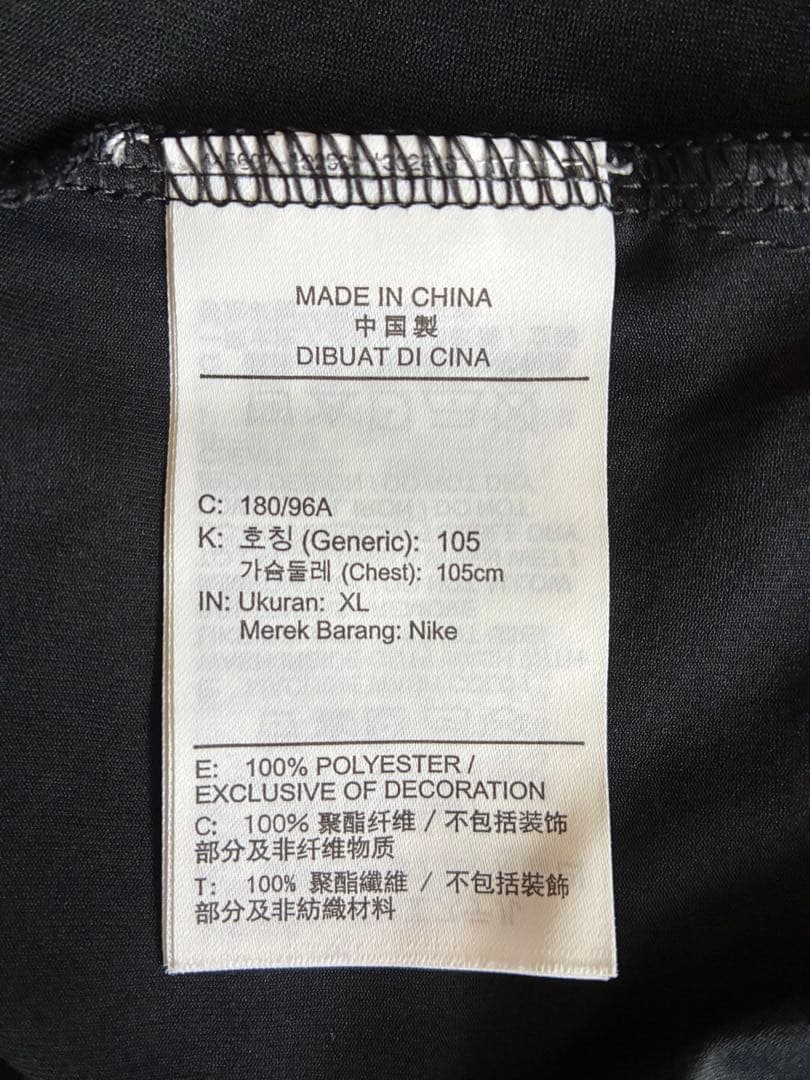 MADE IN CHINA
中国製
DIBUAT DI CINA
C: 180/96A
K: 호칭 (Generic): 105
가슴둘레 (Chest): 105cm
IN: Ukuran: XL
Merek Barang: Nike
E: 100% POLYESTER /
EXCLUSIVE OF DECORATION
C: 100% 聚酯纤维 / 不包括装饰
部分及非纤维物质
T: 100% 聚酯纖維 / 不包括裝飾
部分及非紡織材料